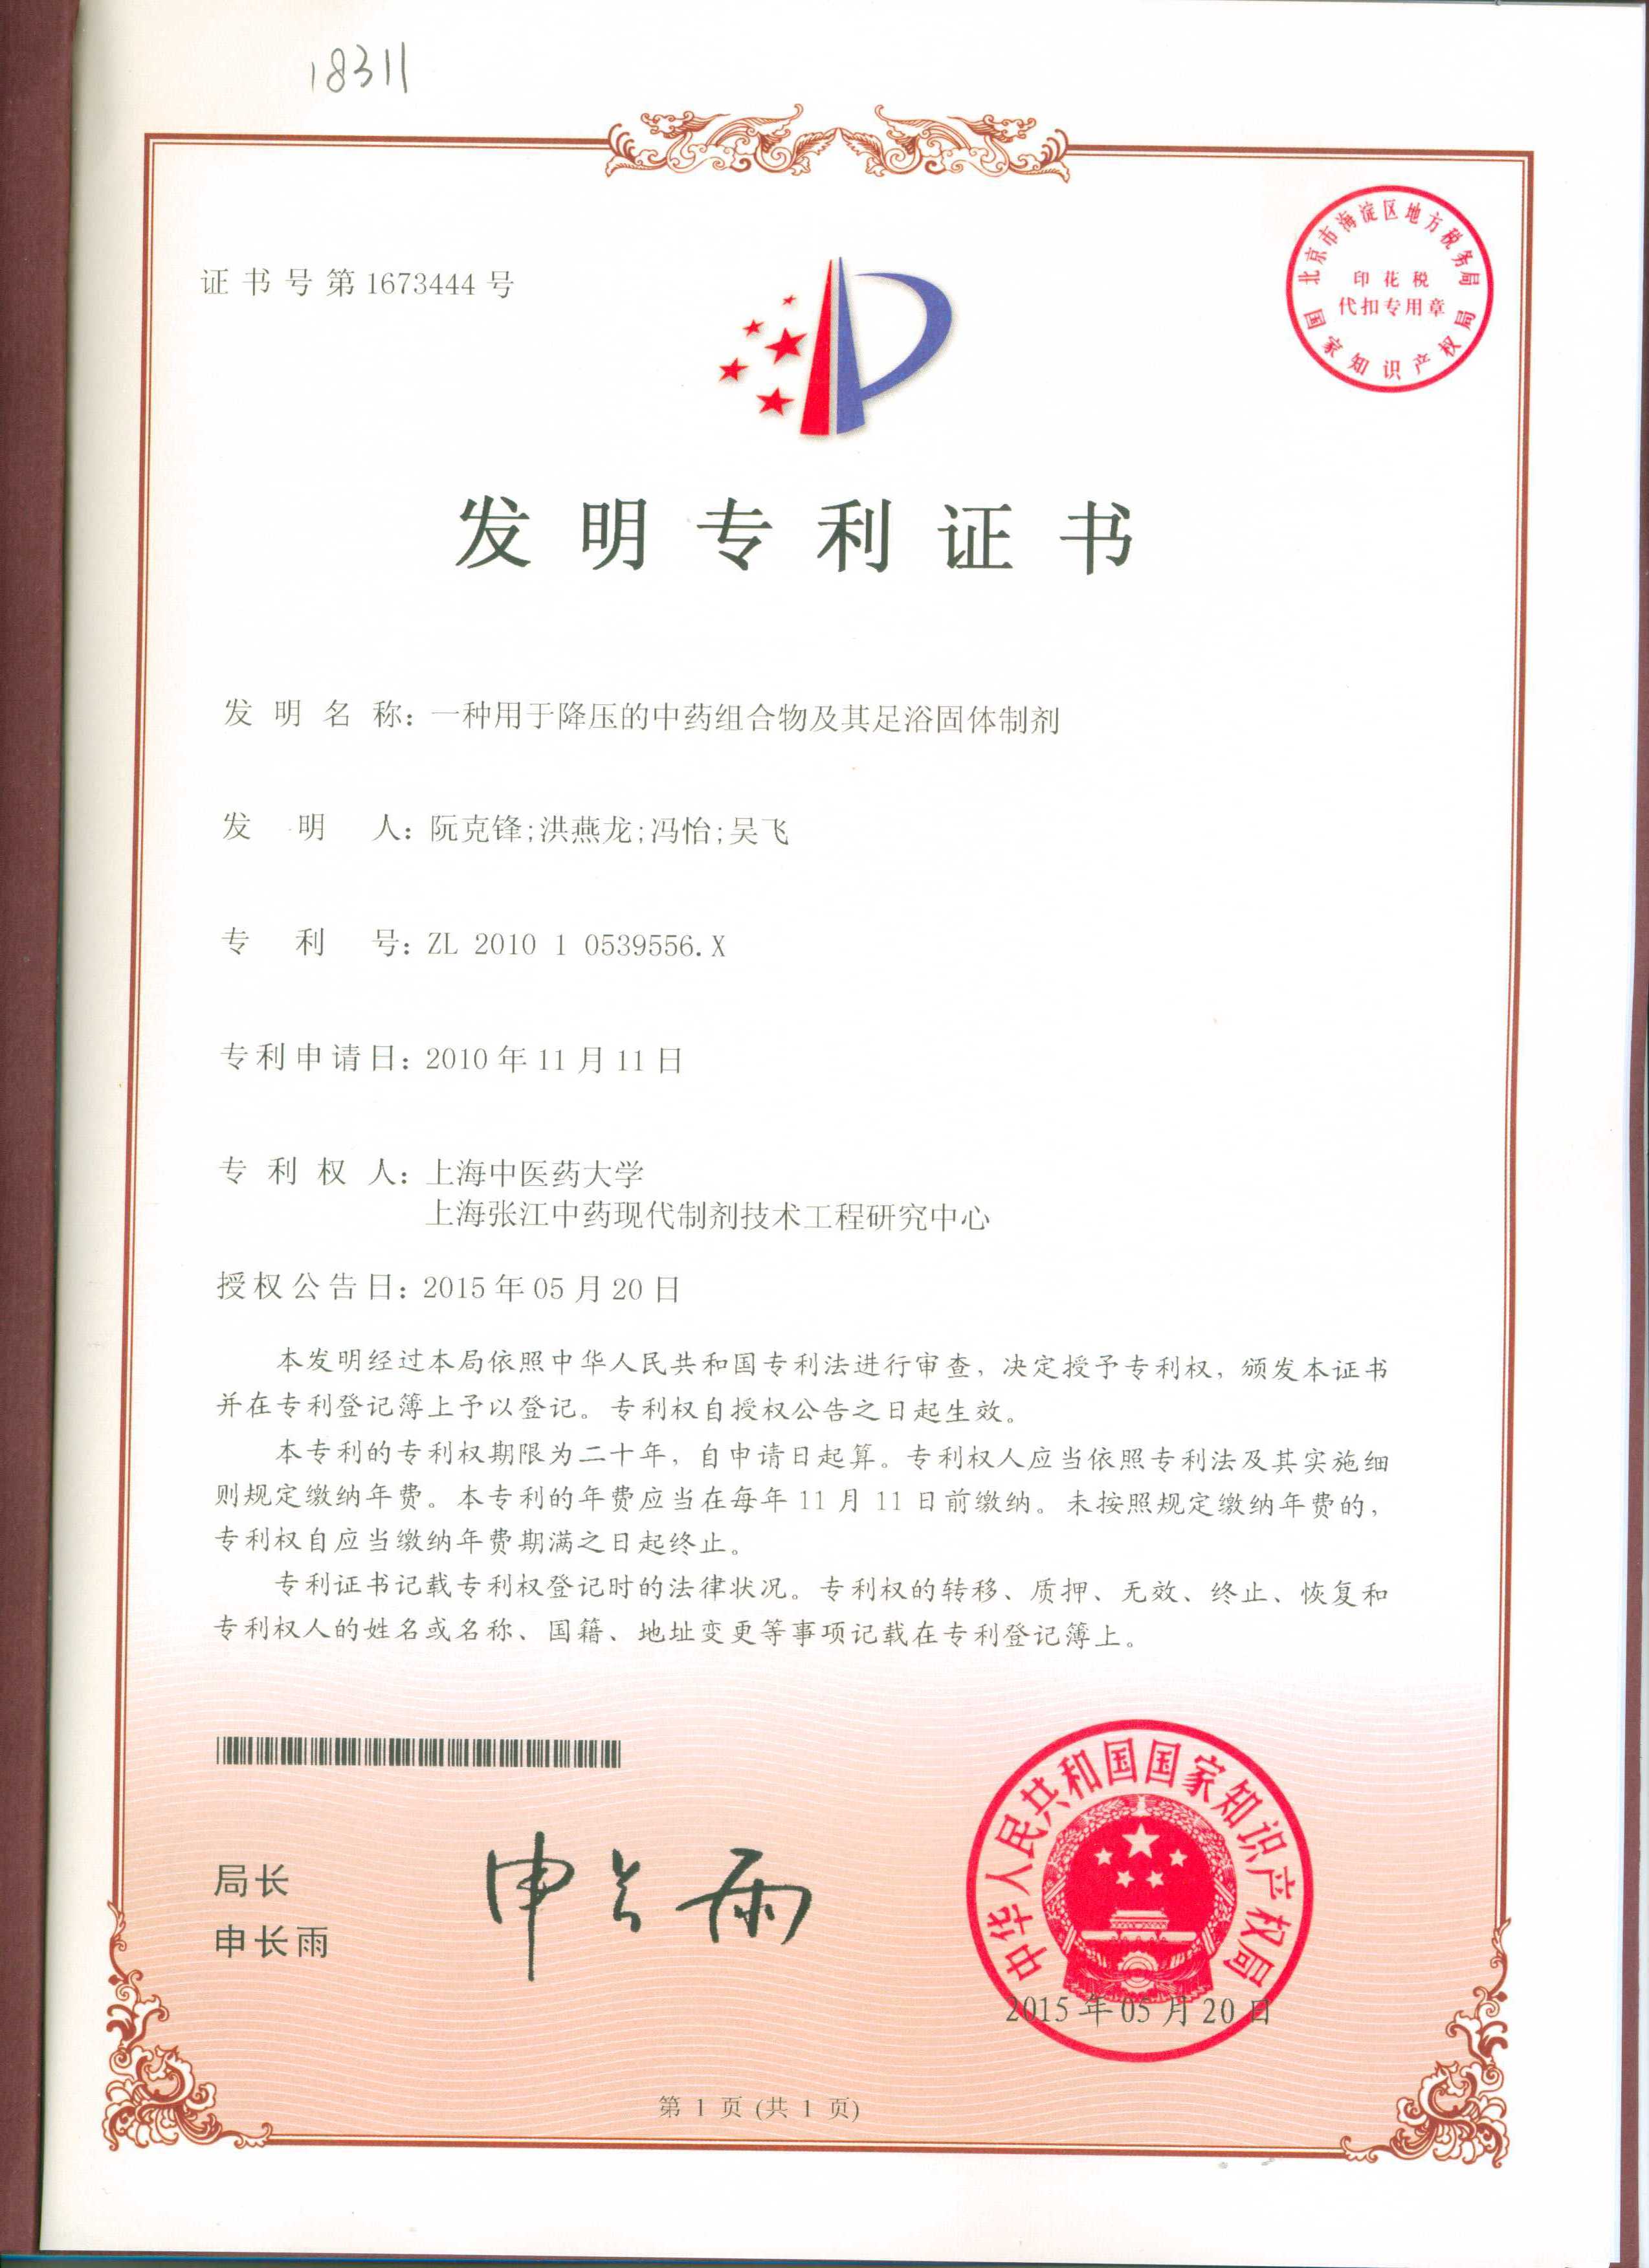 18311
证书号第1673444号
北京市海淀区地方税务局
印花税
代扣专用章
国家知识产权局
发明专利证书
发明名称：一种用于降压的中药组合物及其足浴固体制剂
发明人：阮克锋;洪燕龙;冯怡;吴飞
专利号：ZL 2010 1 0539556.X
专利申请日：2010年11月11日
专利权人：上海中医药大学
上海张江中药现代制剂技术工程研究中心
授权公告日：2015年05月20日
本发明经过本局依照中华人民共和国专利法进行审查，决定授予专利权，颁发本证书
并在专利登记簿上予以登记。专利权自授权公告之日起生效。
本专利的专利权期限为二十年，自申请日起算。专利权人应当依照专利法及其实施细
则规定缴纳年费。本专利的年费应当在每年11月11日前缴纳。未按照规定缴纳年费的，
专利权自应当缴纳年费期满之日起终止。
专利证书记载专利权登记时的法律状况。专利权的转移、质押、无效、终止、恢复和
专利权人的姓名或名称、国籍、地址变更等事项记载在专利登记簿上。
局长
申长雨
申长雨
中华人民共和国国家知识产权局
2015年05月20日
第1页(共1页)